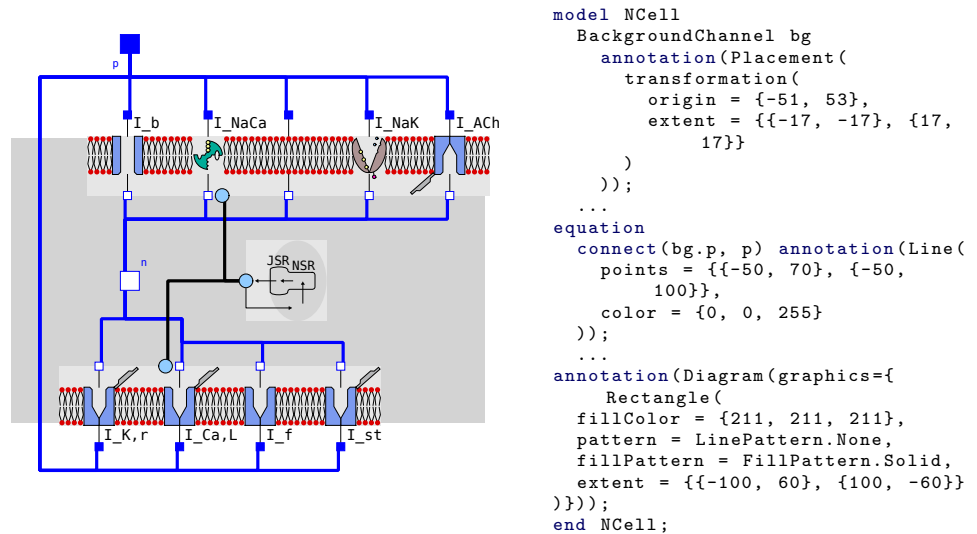 p
I_b
I_NaCa
I_NaK
I_ACh
n
JSR
NSR
I_K,r
I_Ca,L
I_f
I_st
model NCell
BackgroundChannel bg
annotation(Placement(
transformation(
origin = {-51, 53},
extent = {{-17, -17}, {17,
17}}
)
));
...
equation
connect(bg.p, p) annotation(Line(
points = {{-50, 70}, {-50,
100}},
color = {0, 0, 255}
));
...
annotation(Diagram(graphics={
Rectangle(
fillColor = {211, 211, 211},
pattern = LinePattern.None,
fillPattern = FillPattern.Solid,
extent = {{-100, 60}, {100, -60}}
)}));
end NCell;